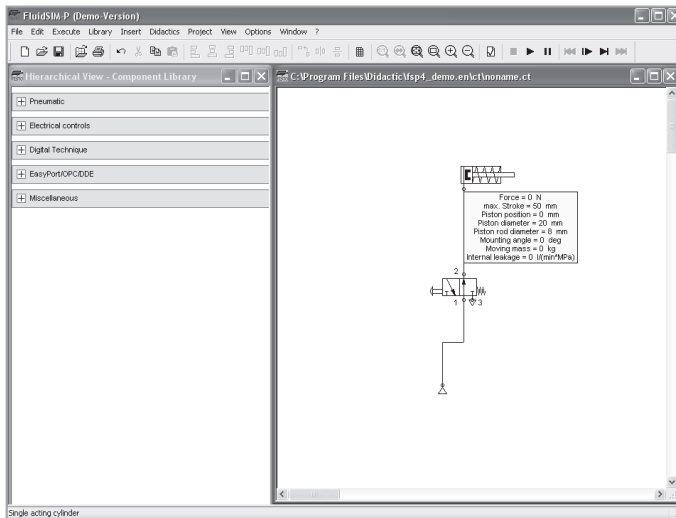 FluidSIM-P (Demo-Version)
File Edit Execute Library Insert Didactics Project View Options Window ?
Hierarchical View - Component Library
C:\Program Files\Didactic\fsp4_demo.en\ct\noname.ct
Pneumatic
Electrical controls
Digital Technique
EasyPort/OPC/DDE
Miscellaneous
Force = 0 N
max. Stroke = 50 mm
Piston position = 0 mm
Piston diameter = 20 mm
Piston rod diameter = 8 mm
Mounting angle = 0 deg
Moving mass = 0 kg
Internal leakage = 0 l/(min*MPa)
2
1 3
Single acting cylinder